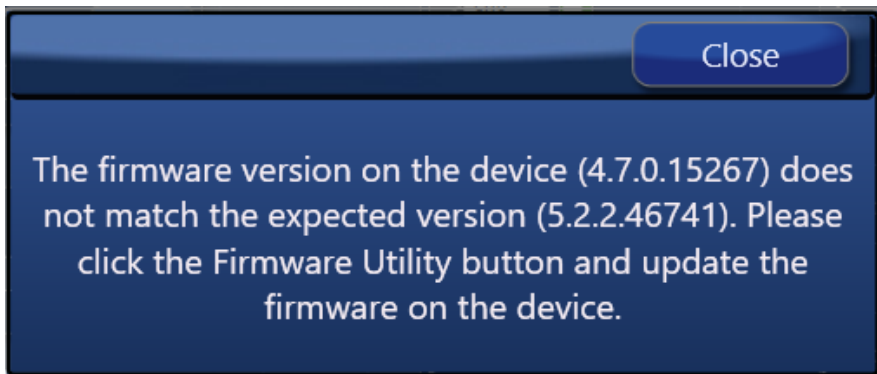 Close
The firmware version on the device (4.7.0.15267) does
not match the expected version (5.2.2.46741). Please
click the Firmware Utility button and update the
firmware on the device.